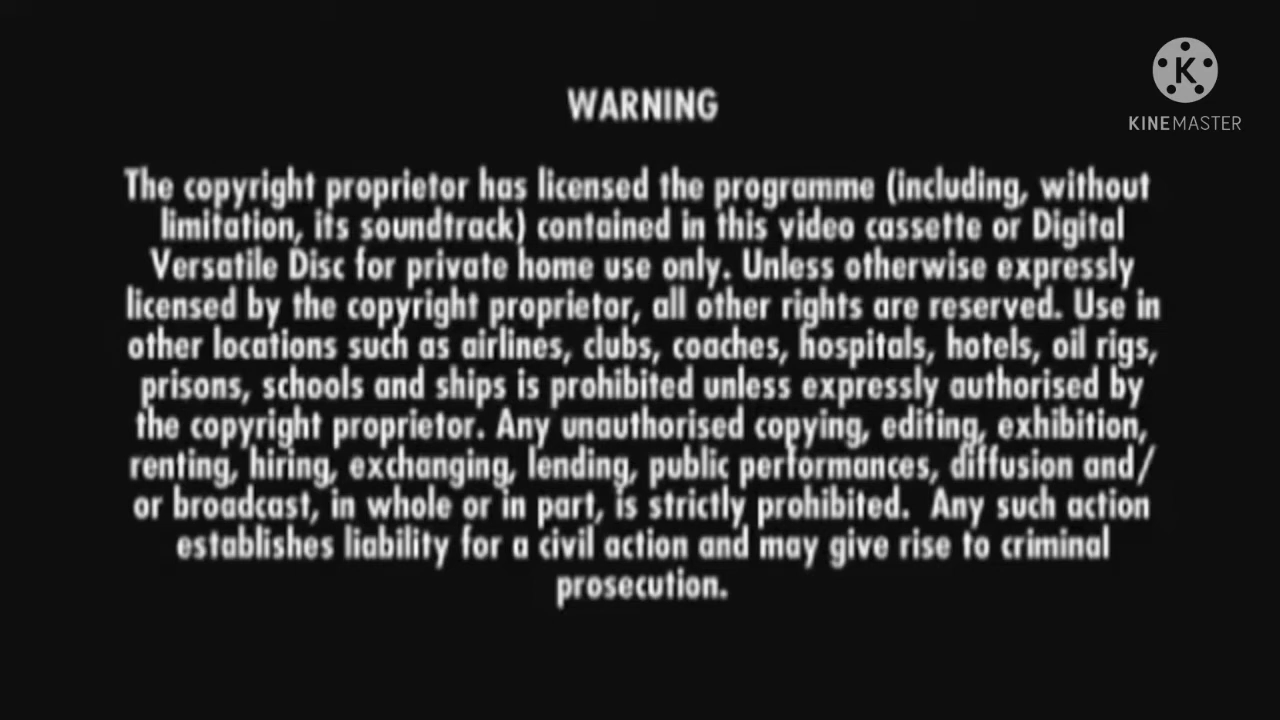 K
KINEMASTER
WARNING
The copyright proprietor has licensed the programme (including, without
limitation, its soundtrack) contained in this video cassette or Digital
Versatile Disc for private home use only. Unless otherwise expressly
licensed by the copyright proprietor, all other rights are reserved. Use in
other locations such as airlines, clubs, coaches, hospitals, hotels, oil rigs,
prisons, schools and ships is prohibited unless expressly authorised by
the copyright proprietor. Any unauthorised copying, editing, exhibition,
renting, hiring, exchanging, lending, public performances, diffusion and/
or broadcast, in whole or in part, is strictly prohibited.  Any such action
establishes liability for a civil action and may give rise to criminal
prosecution.